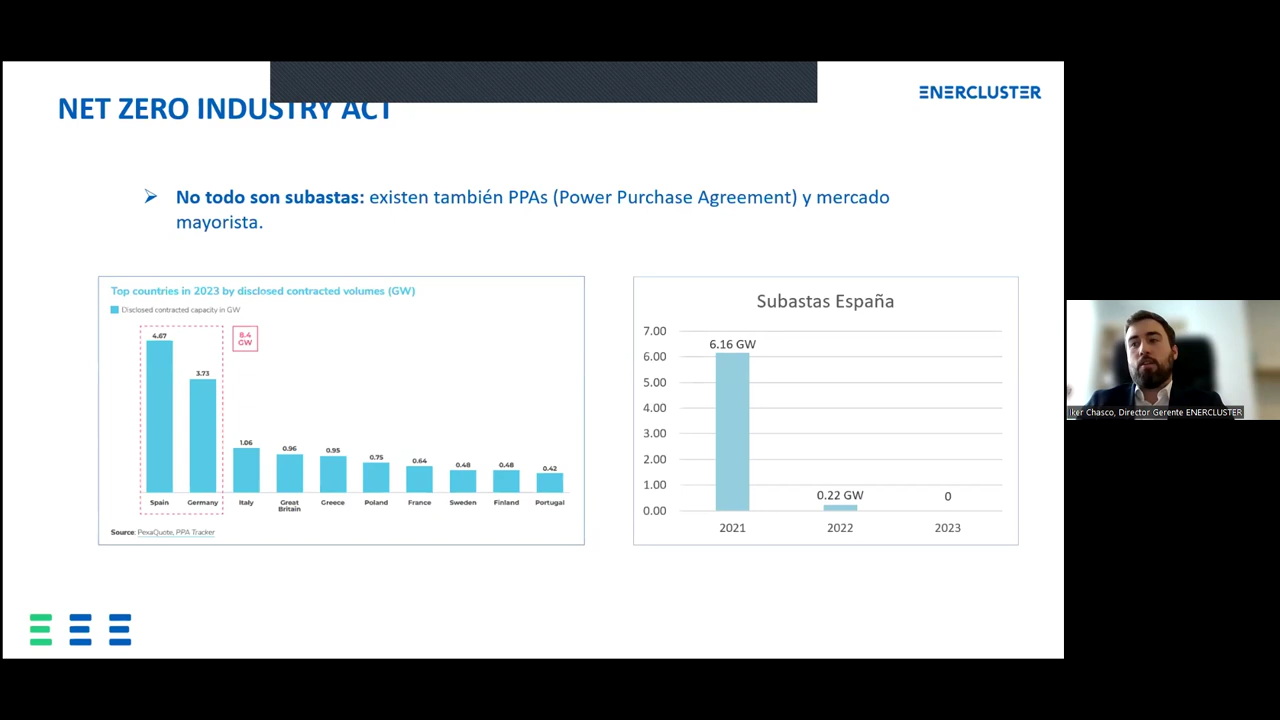 NET ZERO INDUSTRY ACT
ENERCLUSTER
No todo son subastas: existen también PPAs (Power Purchase Agreement) y mercado
mayorista.
Top countries in 2023 by disclosed contracted volumes (GW)
Disclosed contracted capacity in GW
8.4
GW
4.67
3.73
1.06
0.96
0.95
0.75
0.64
0.48
0.48
0.42
Spain
Germany
Italy
Great
Britain
Greece
Poland
France
Sweden
Finland
Portugal
Source: PexaQuote, PPA Tracker
Subastas España
7.00
6.00
5.00
4.00
3.00
2.00
1.00
0.00
6.16 GW
0.22 GW
0
2021
2022
2023
Iker Chasco, Director Gerente ENERCLUSTER